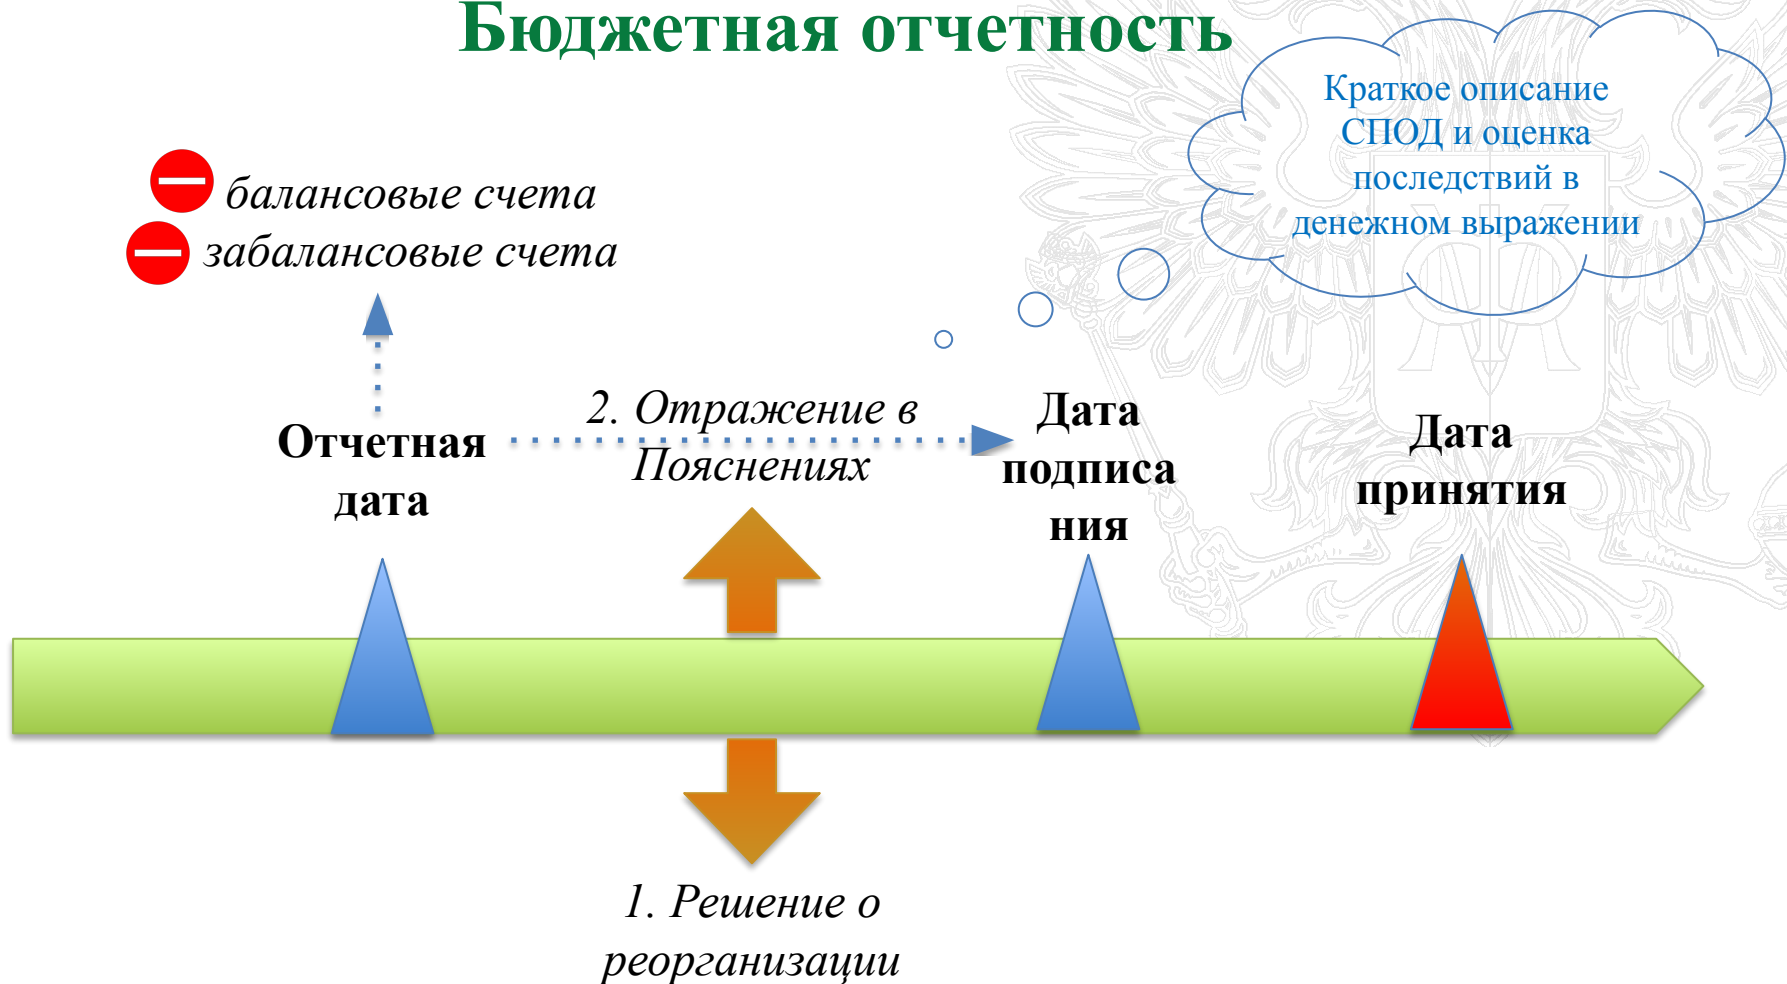 Бюджетная отчетность
Краткое описание
СПОД и оценка
последствий в
денежном выражении
балансовые счета
забалансовые счета
Отчетная
дата
2. Отражение в
Пояснениях
Дата
подписа
ния
Дата
принятия
1. Решение о
реорганизации